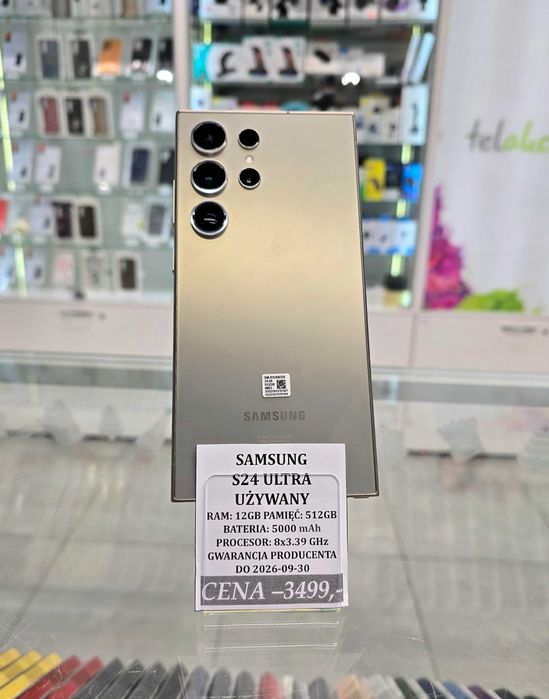 telakc
SAMSUNG
SAMSUNG
S24 ULTRA
UŻYWANY
RAM: 12GB PAMIĘĆ: 512GB
BATERIA: 5000 mAh
PROCESOR: 8x3.39 GHz
GWARANCJA PRODUCENTA
DO 2026-09-30
CENA –3499,-